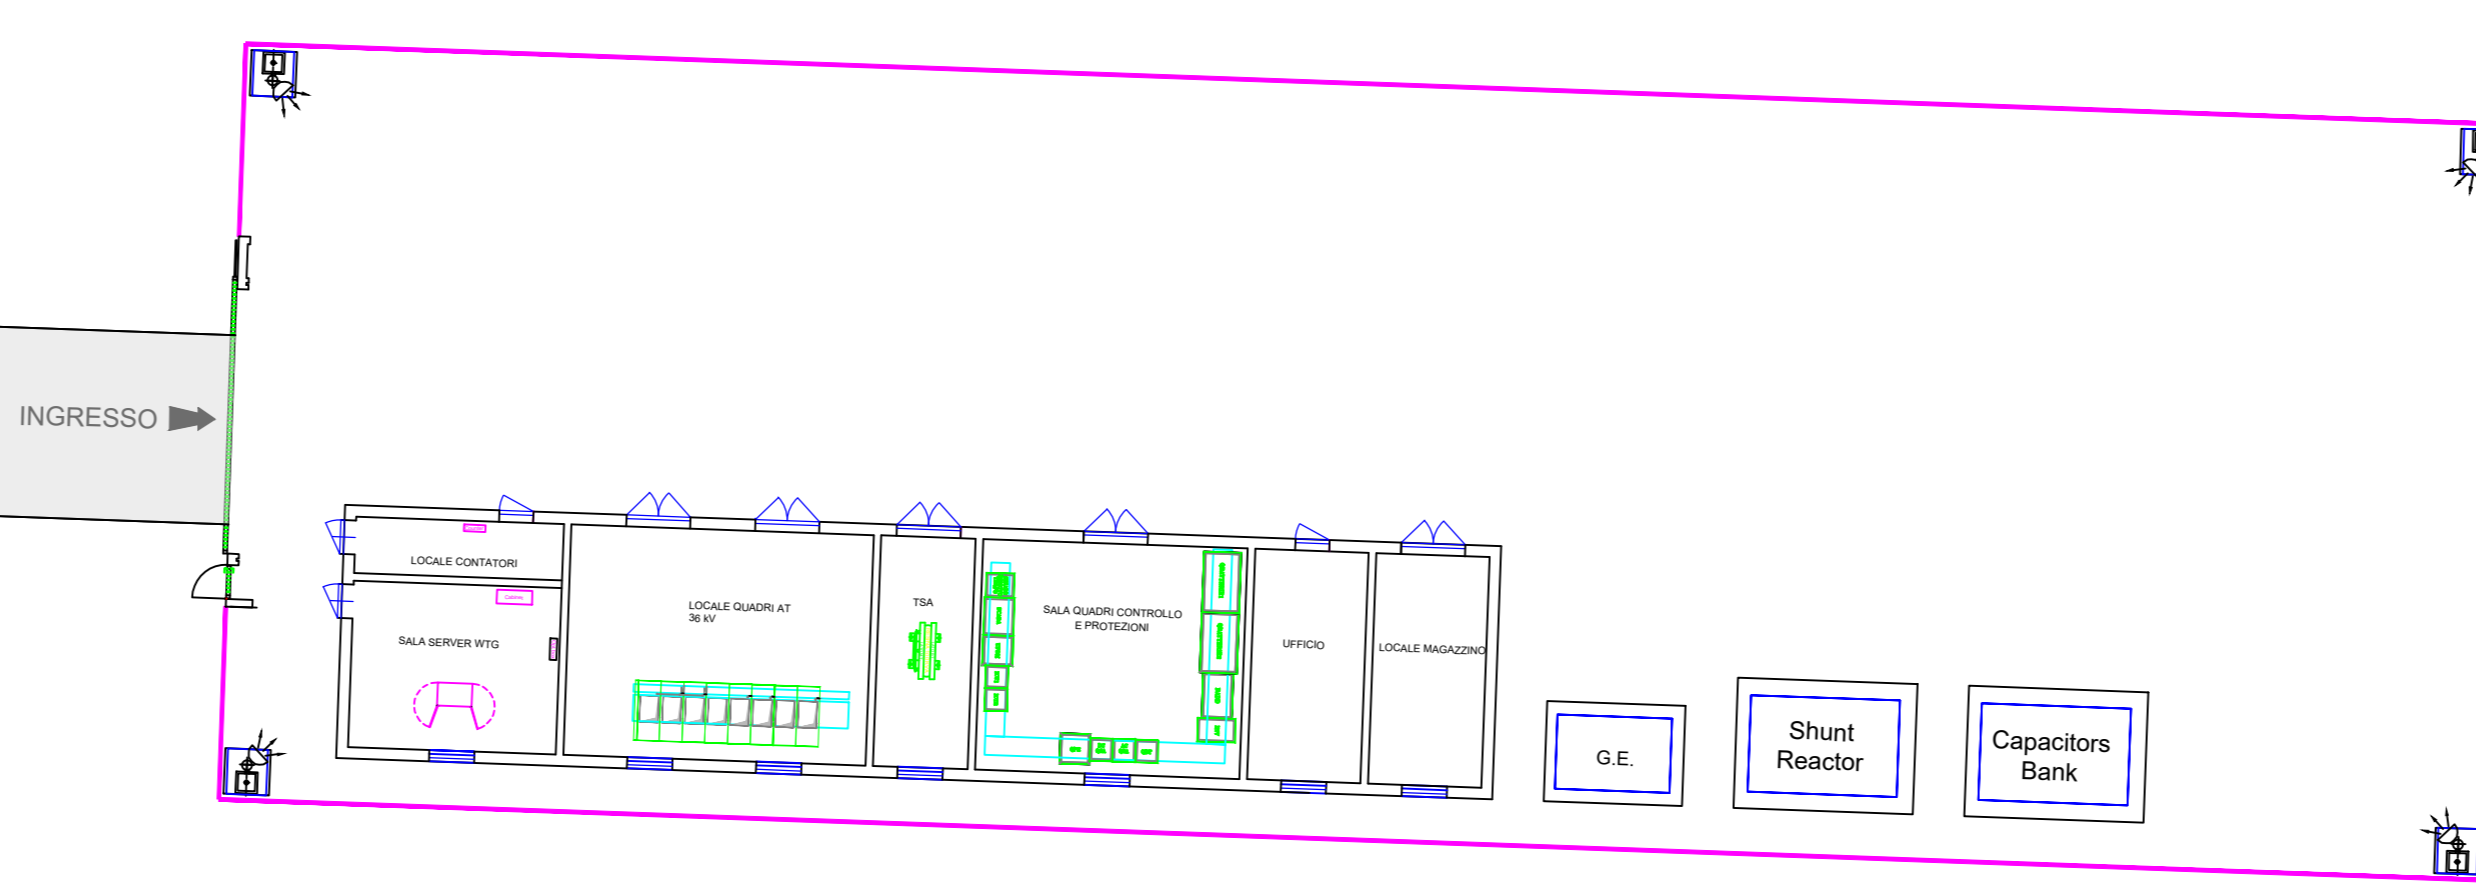 INGRESSO
LOCALE CONTATORI
SALA SERVER WTG
LOCALE QUADRI AT
36 kV
TSA
SALA QUADRI CONTROLLO
E PROTEZIONI
UFFICIO
LOCALE MAGAZZINO
G.E.
Shunt
Reactor
Capacitors
Bank